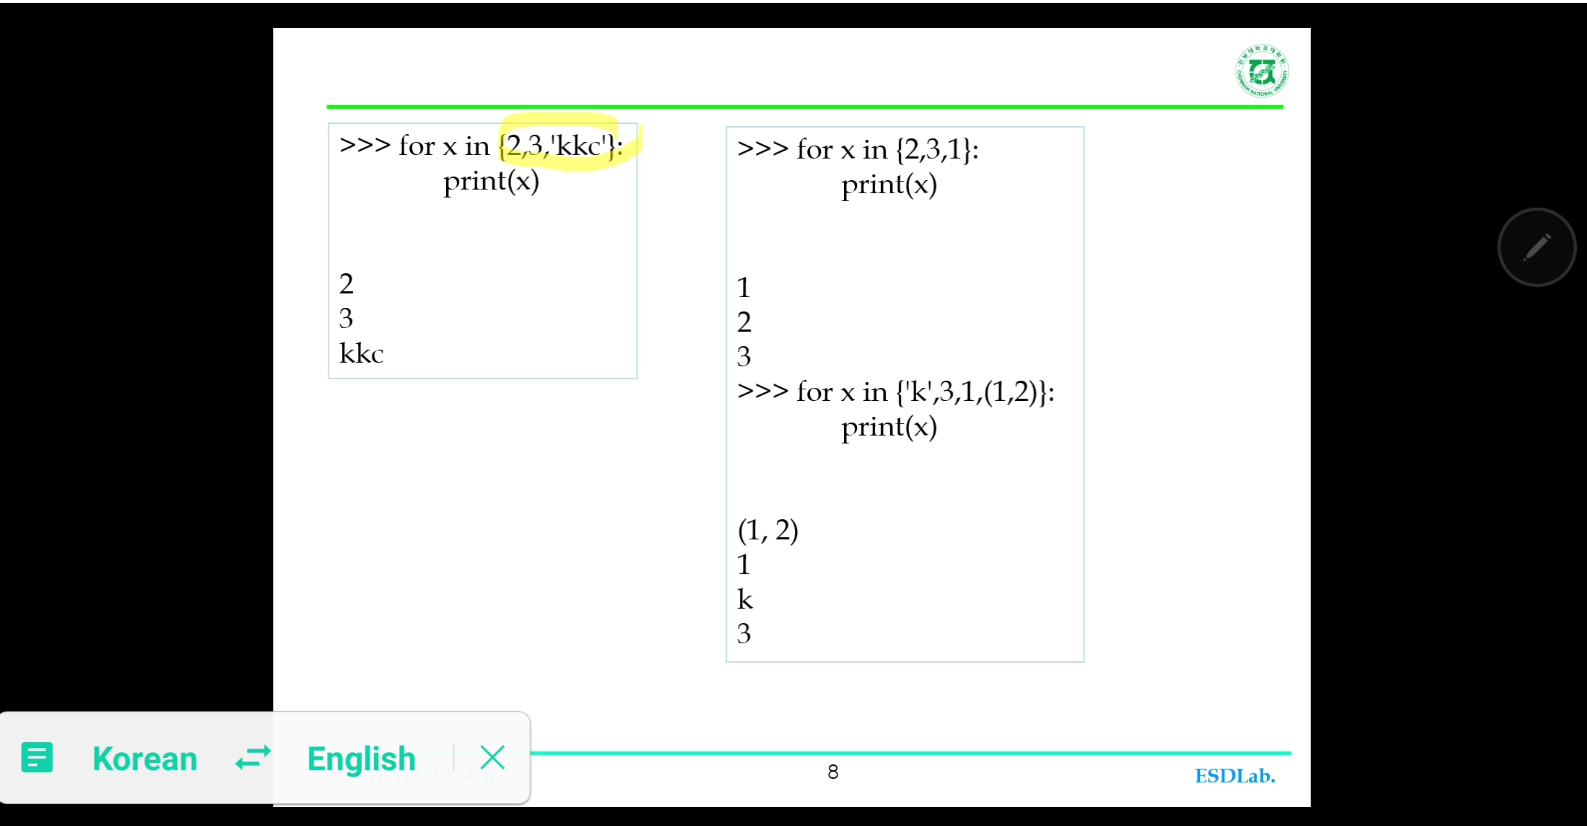 >>> for x in {2,3,'kkc'}:
print(x)
2
3
kkc
>>> for x in {2,3,1}:
print(x)
1
2
3
>>> for x in {'k',3,1,(1,2)}:
print(x)
(1, 2)
1
k
3
Korean English
8
ESDLab.